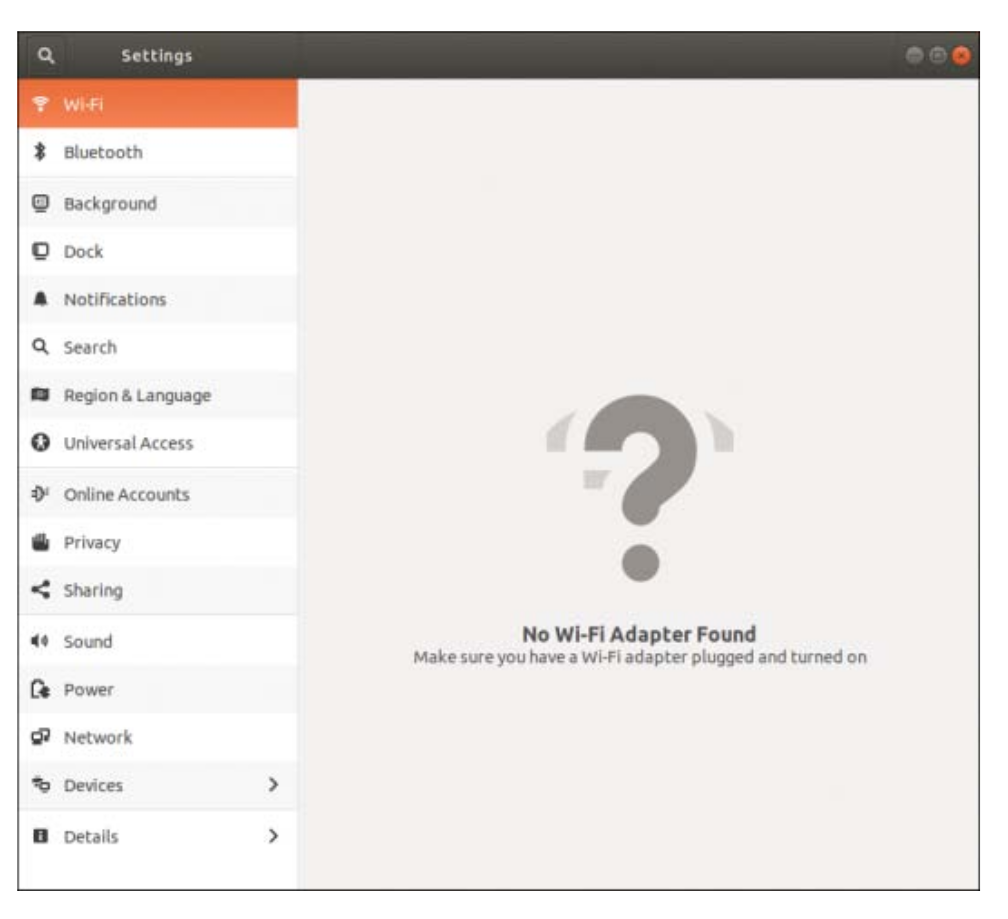 Settings
Wi-Fi
Bluetooth
Background
Dock
Notifications
Search
Region & Language
Universal Access
Online Accounts
Privacy
Sharing
Sound
Power
Network
Devices
Details
No Wi-Fi Adapter Found
Make sure you have a Wi-Fi adapter plugged and turned on